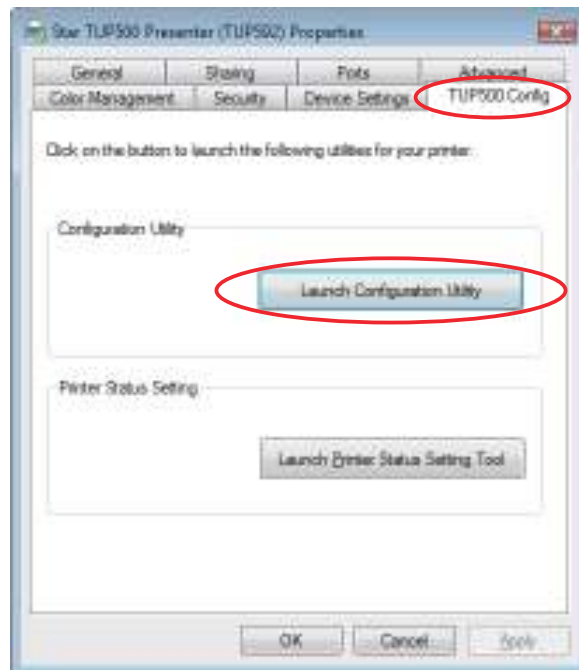 Star TUP500 Presenter (TUP592) Properties
General Sharing Ports Advanced
Color Management Security Device Settings TUP500 Config
Click on the button to launch the following utilities for your printer.
Configuration Utility
Launch Configuration Utility
Printer Status Setting
Launch Printer Status Setting Tool
OK Cancel Apply